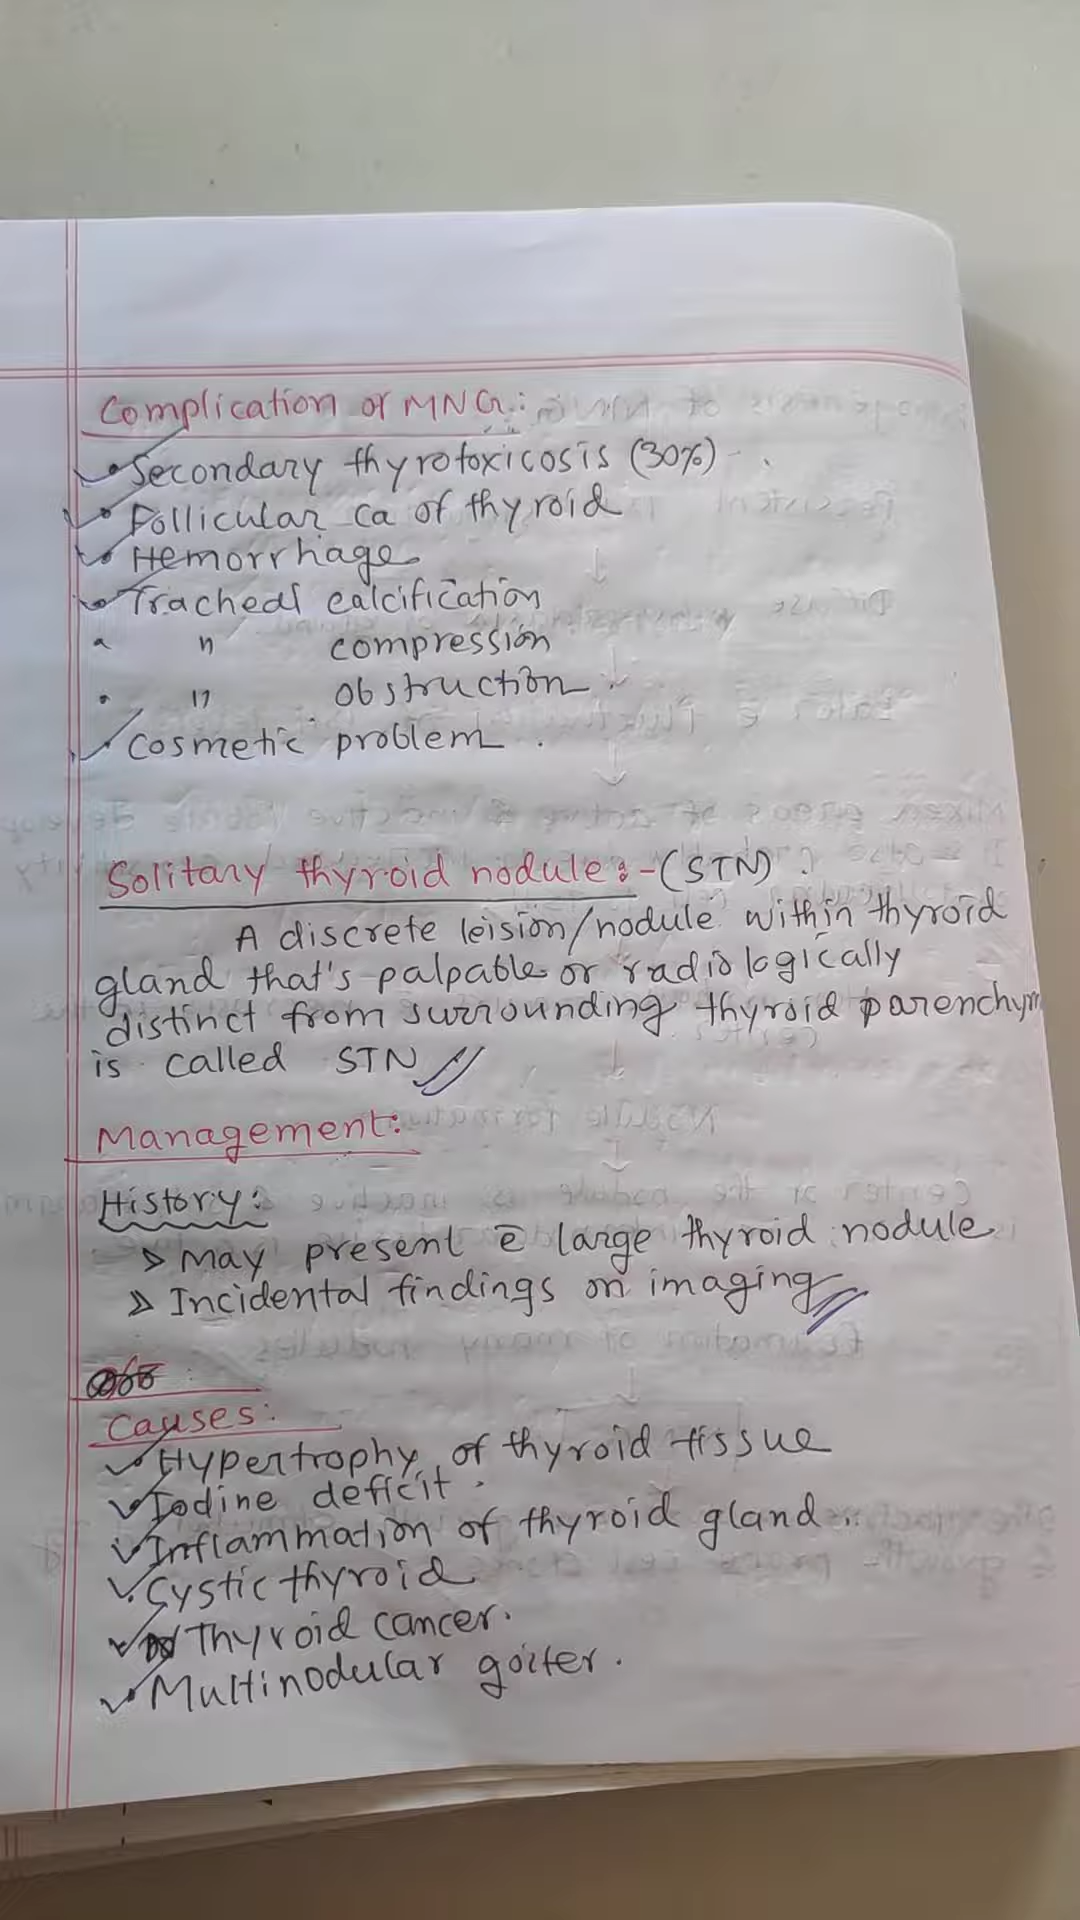 Complication of MNG:
• Secondary thyrotoxicosis (30%)
• Follicular ca of thyroid
• Hemorrhage
• Tracheal calcification
• " compression
• " obstruction
Cosmetic problem.
Solitary thyroid nodule:-(STN):
A discrete leision/nodule within thyroid
gland that's palpable or radiologically
distinct from surrounding thyroid parenchym
is called STN
Management:
History:
> May present c̄ large thyroid nodule
> Incidental findings on imaging
Causes:
• Hypertrophy of thyroid tissue
• Iodine deficit.
Inflammation of thyroid gland.
• Cystic thyroid
Thyroid cancer.
• Multinodular goiter.